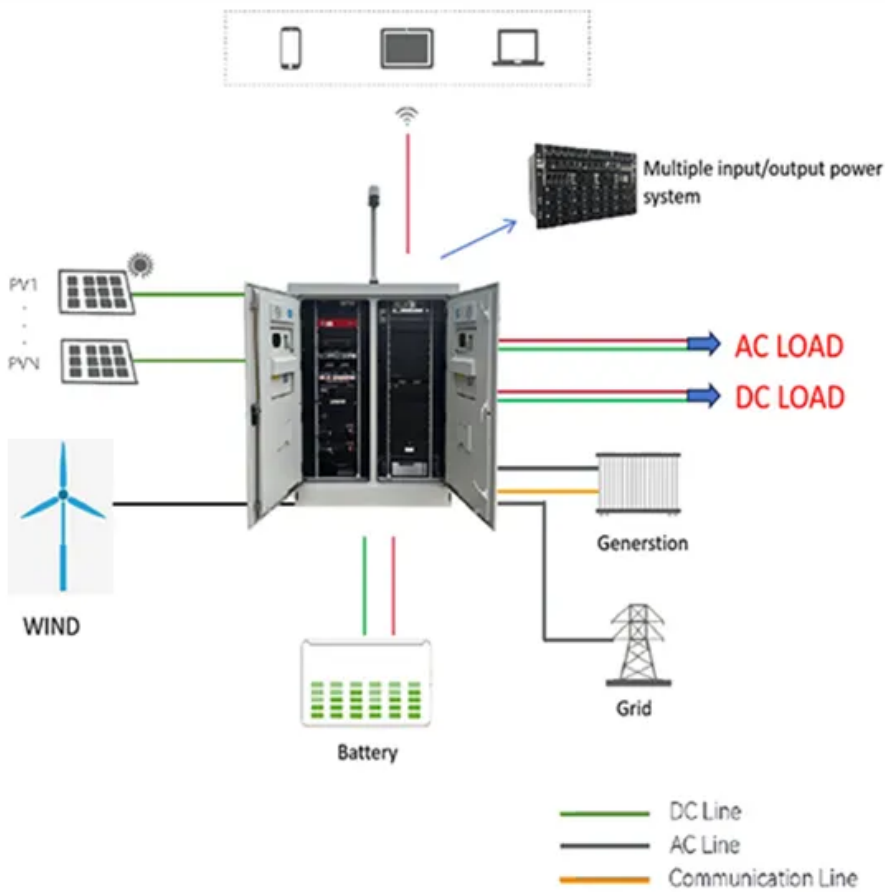 Multiple input/output power
system
PV1
PVN
AC LOAD
DC LOAD
WIND
Generstion
Grid
Battery
DC Line
AC Line
Communication Line